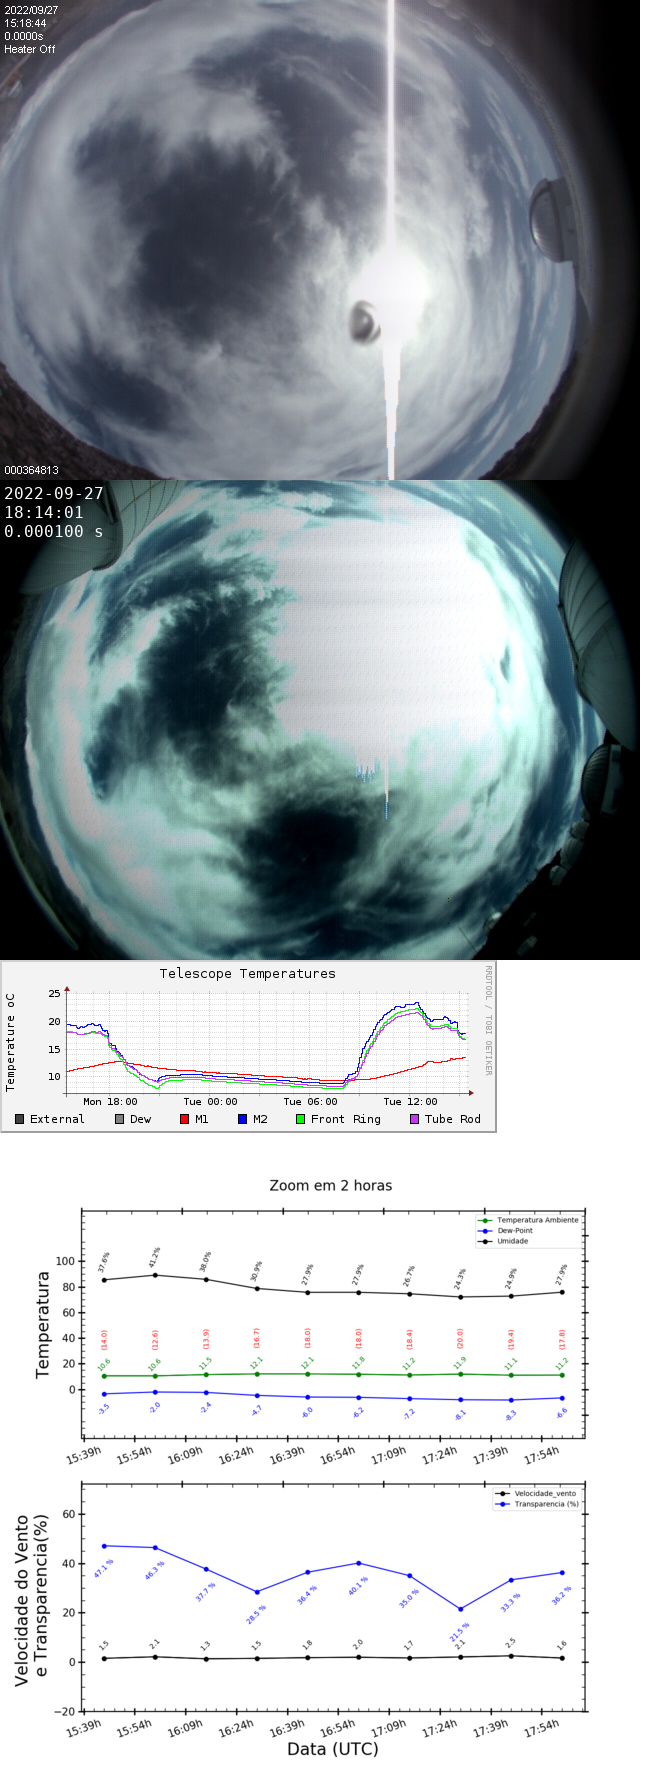 2022/09/27
15:18:44
0.0000s
Heater Off
000364813
2022-09-27
18:14:01
0.000100 s
Telescope Temperatures
RRDTOOL / TOBI OETIKER
Temperature oC
25
20
15
10
Mon 18:00 Tue 00:00 Tue 06:00 Tue 12:00
External Dew M1 M2 Front Ring Tube Rod
Zoom em 2 horas
Temperatura Ambiente
Dew-Point
Umidade
Temperatura
100
80
60
40
20
0
37.6% 41.2% 38.0% 30.9% 27.9% 27.9% 26.7% 24.3% 24.9% 27.9%
(14.0) (12.6) (13.9) (16.7) (18.0) (18.0) (18.4) (20.0) (19.4) (17.8)
10.6 10.6 11.5 12.1 12.1 11.8 11.2 11.9 11.1 11.2
-3.5 -2.0 -2.4 -4.7 -6.0 -6.2 -7.2 -8.1 -8.3 -6.6
15:39h 15:54h 16:09h 16:24h 16:39h 16:54h 17:09h 17:24h 17:39h 17:54h
Velocidade_vento
Transparencia (%)
Velocidade do Vento
e Transparencia(%)
60
40
20
0
−20
47.1 % 46.3 % 37.7 % 28.5 % 36.4 % 40.1 % 35.0 % 21.5 % 33.3 % 36.2 %
1.5 2.1 1.3 1.5 1.8 2.0 1.7 2.1 2.5 1.6
15:39h 15:54h 16:09h 16:24h 16:39h 16:54h 17:09h 17:24h 17:39h 17:54h
Data (UTC)